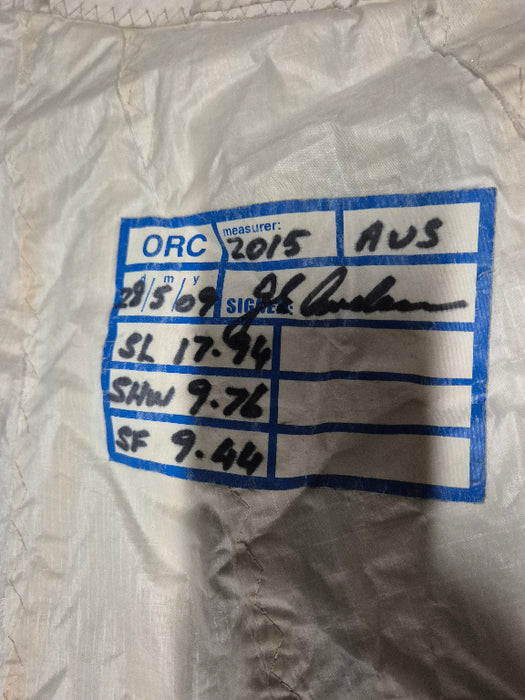 ORC measurer: 2015 AUS
d/m/y 28/5/09 SIGNED:
SL 17.94
SHW 9.76
SF 9.44